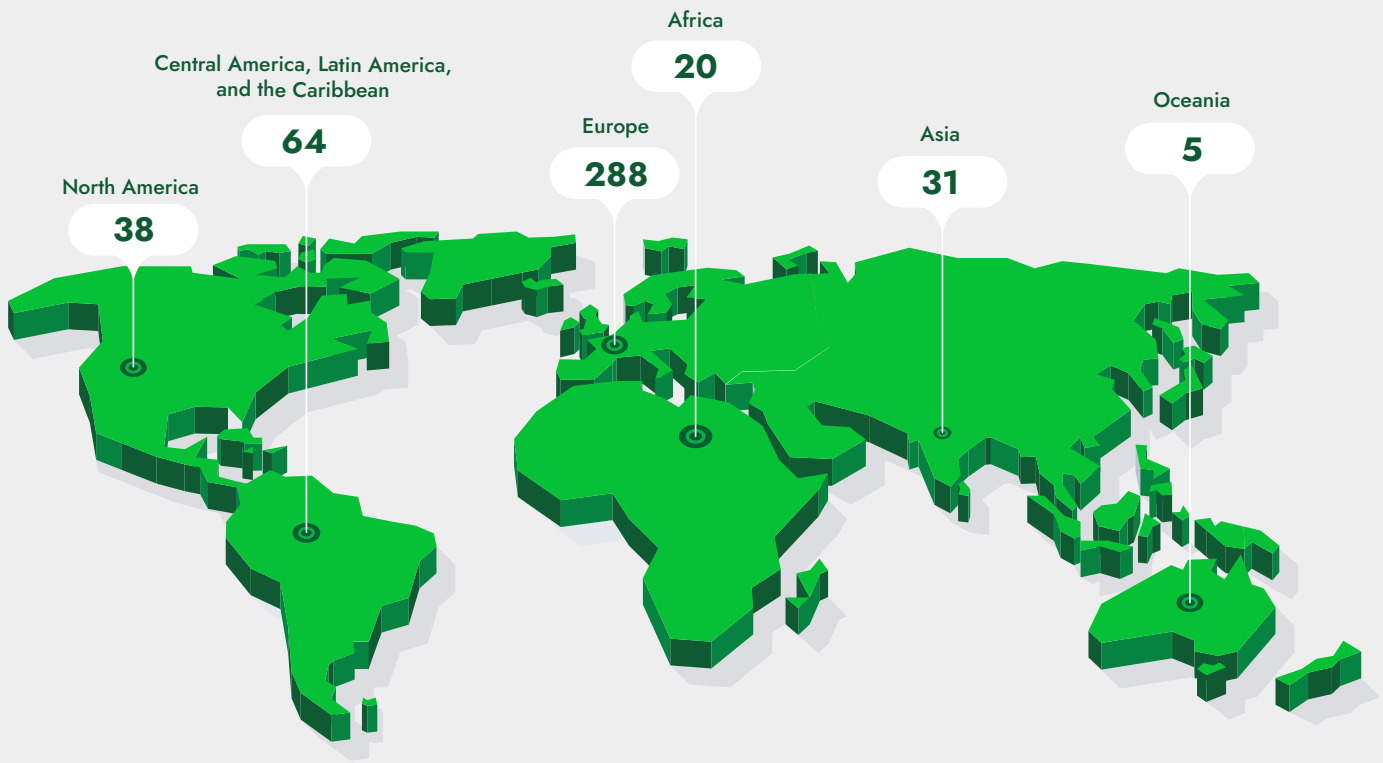 Africa
20
Central America, Latin America,
and the Caribbean
64
Oceania
5
Europe
288
Asia
31
North America
38